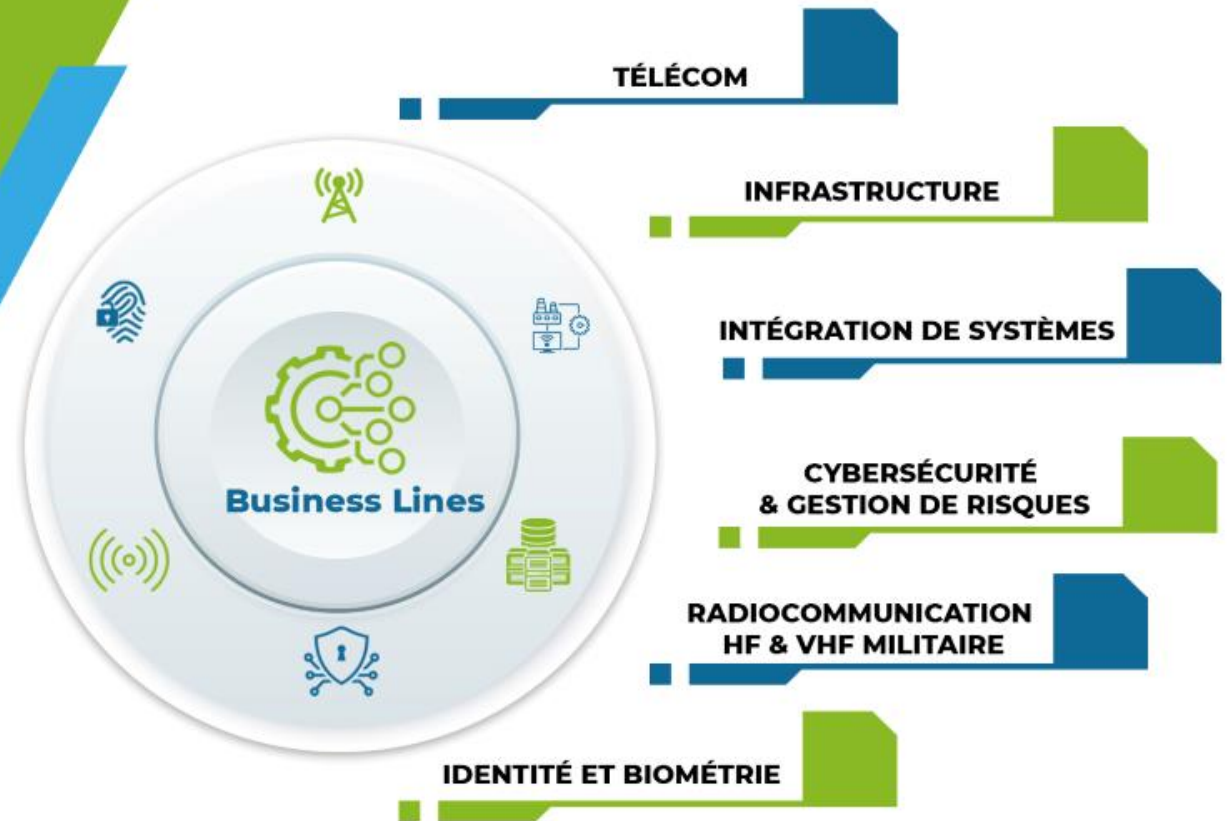 TÉLÉCOM
INFRASTRUCTURE
INTÉGRATION DE SYSTÈMES
CYBERSÉCURITÉ
& GESTION DE RISQUES
RADIOCOMMUNICATION
HF & VHF MILITAIRE
IDENTITÉ ET BIOMÉTRIE
Business Lines